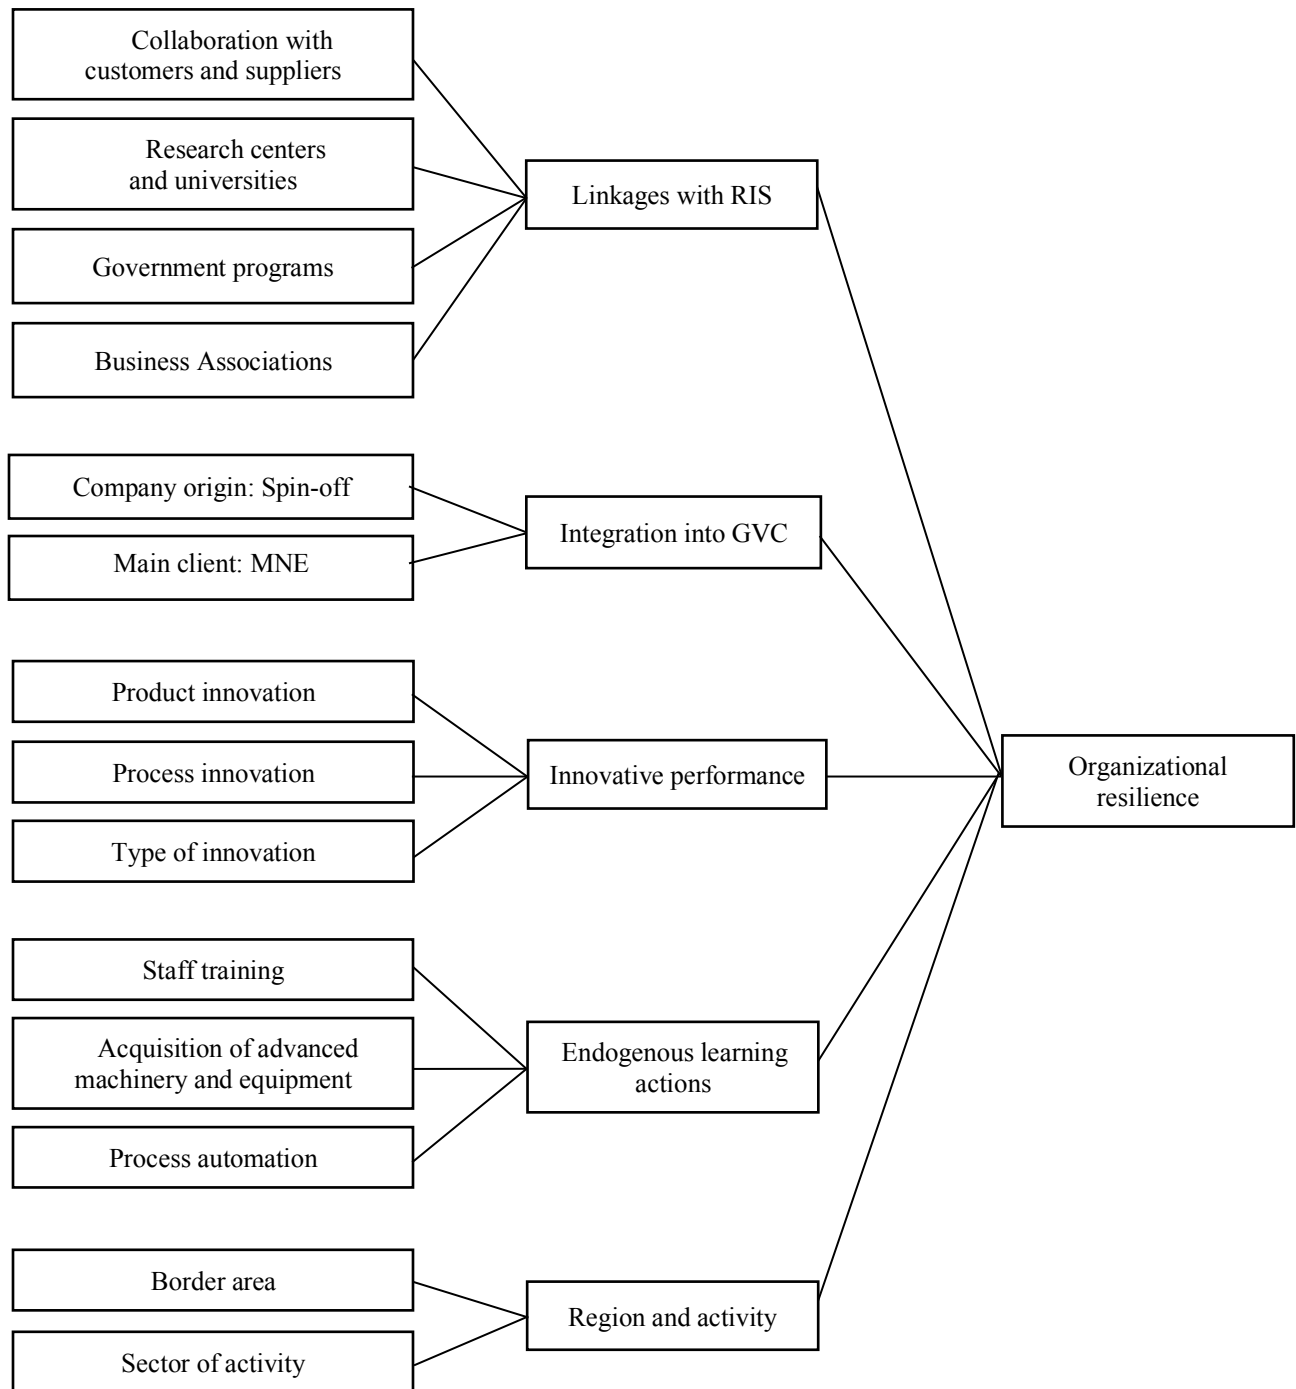 Collaboration with
customers and suppliers
Research centers
and universities
Government programs
Business Associations
Linkages with RIS
Company origin: Spin-off
Main client: MNE
Integration into GVC
Product innovation
Process innovation
Type of innovation
Innovative performance
Staff training
Acquisition of advanced
machinery and equipment
Process automation
Endogenous learning
actions
Border area
Sector of activity
Region and activity
Organizational
resilience